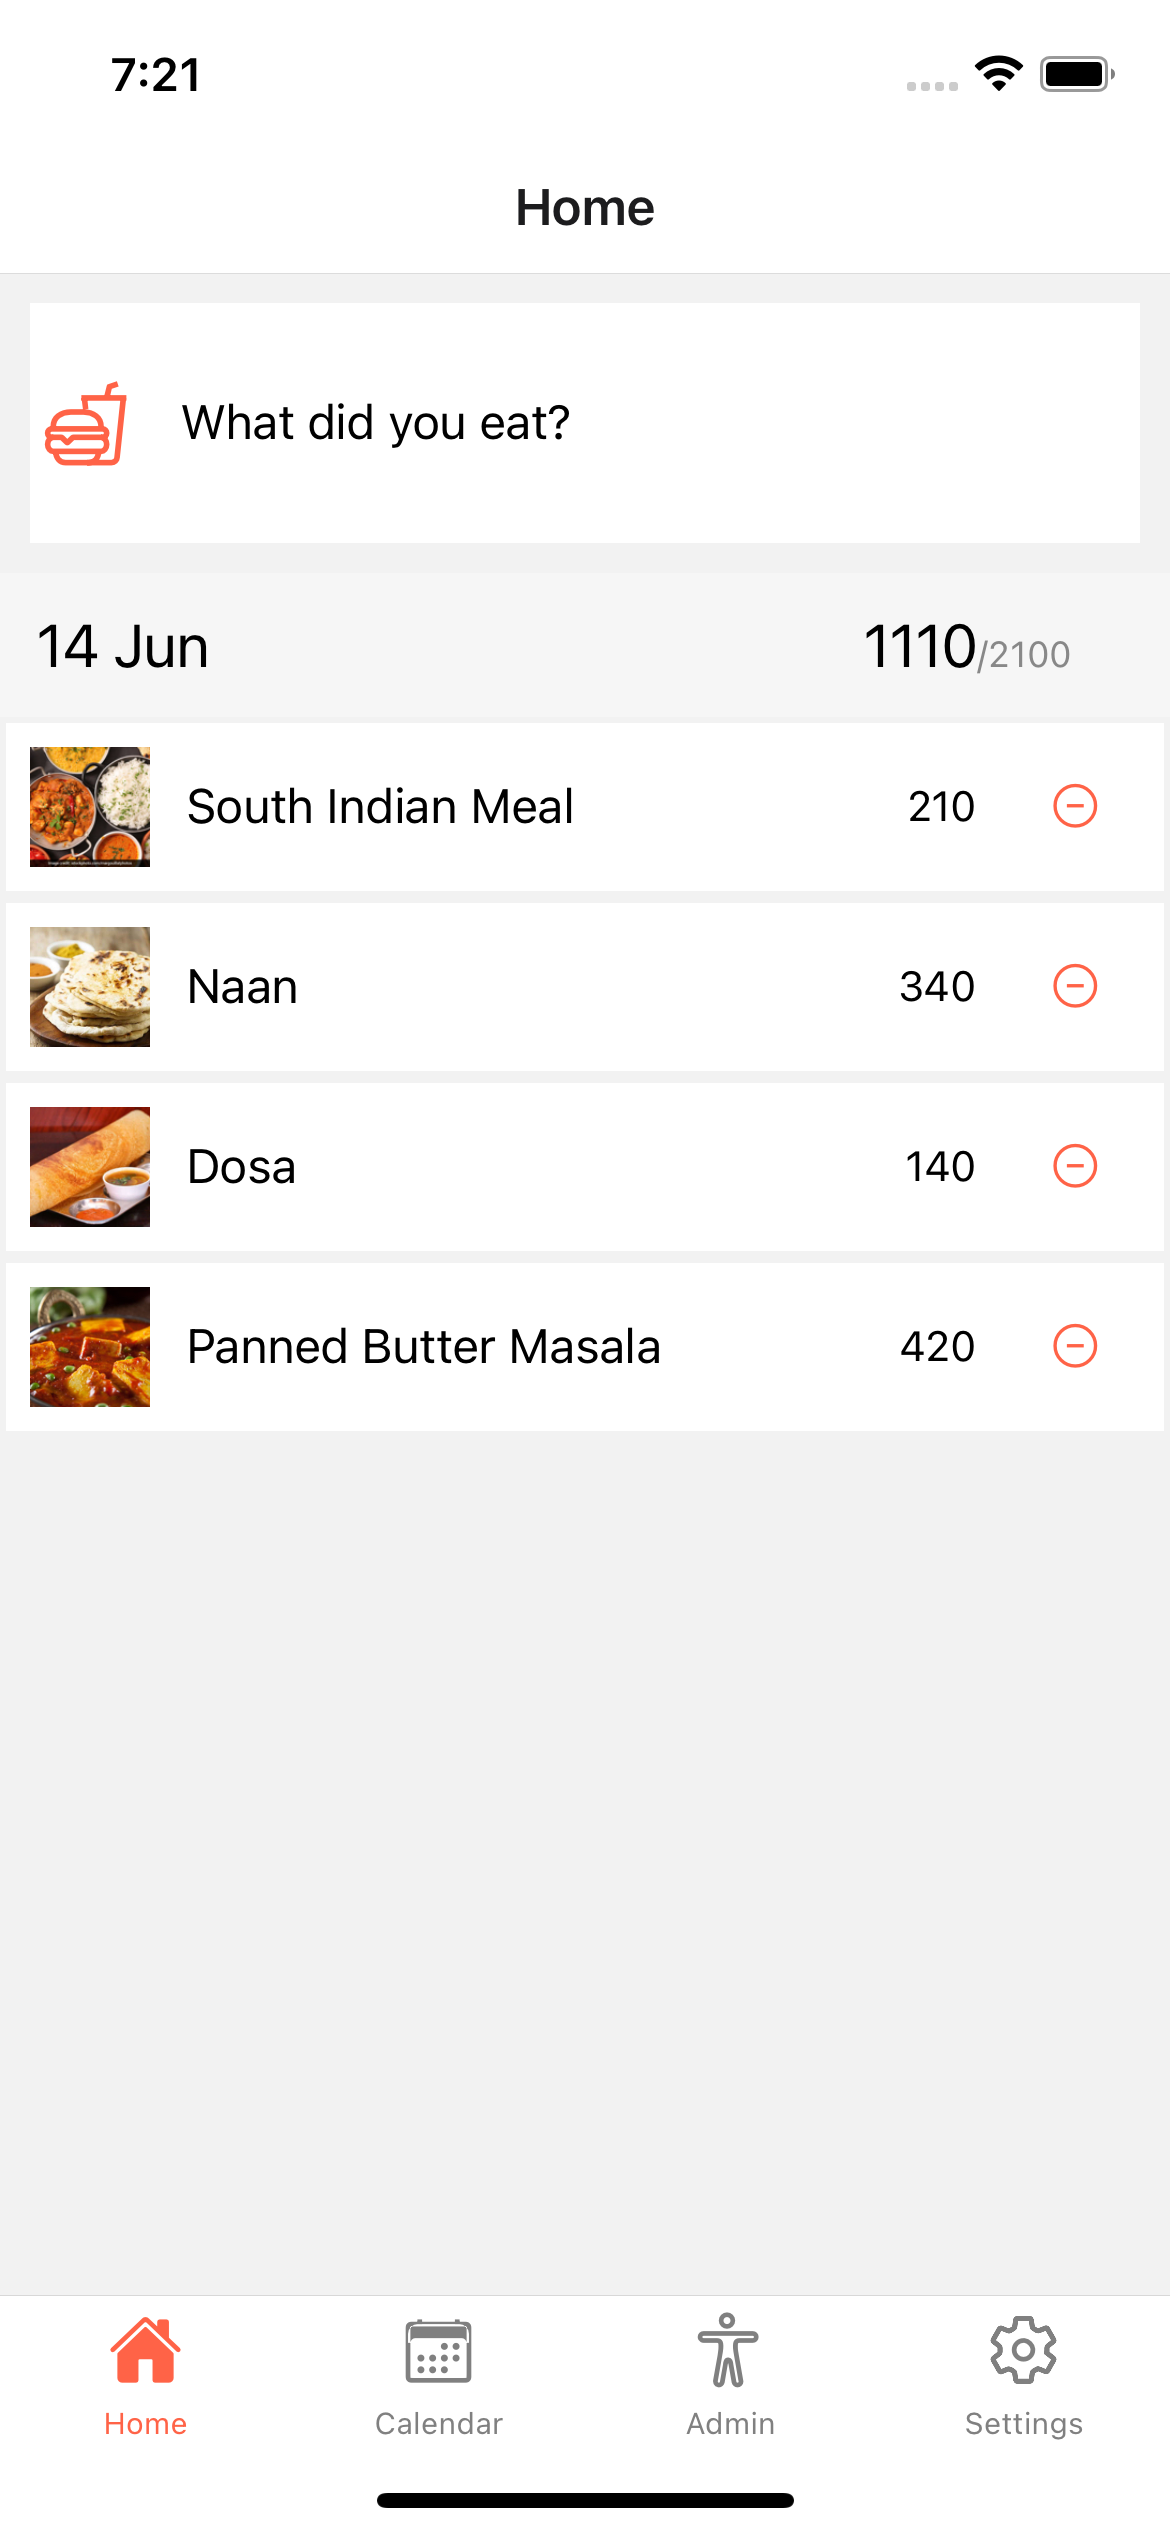 7:21
Home
What did you eat?
14 Jun 1110/2100
South Indian Meal 210
Naan 340
Dosa 140
Panned Butter Masala 420
Home Calendar Admin Settings